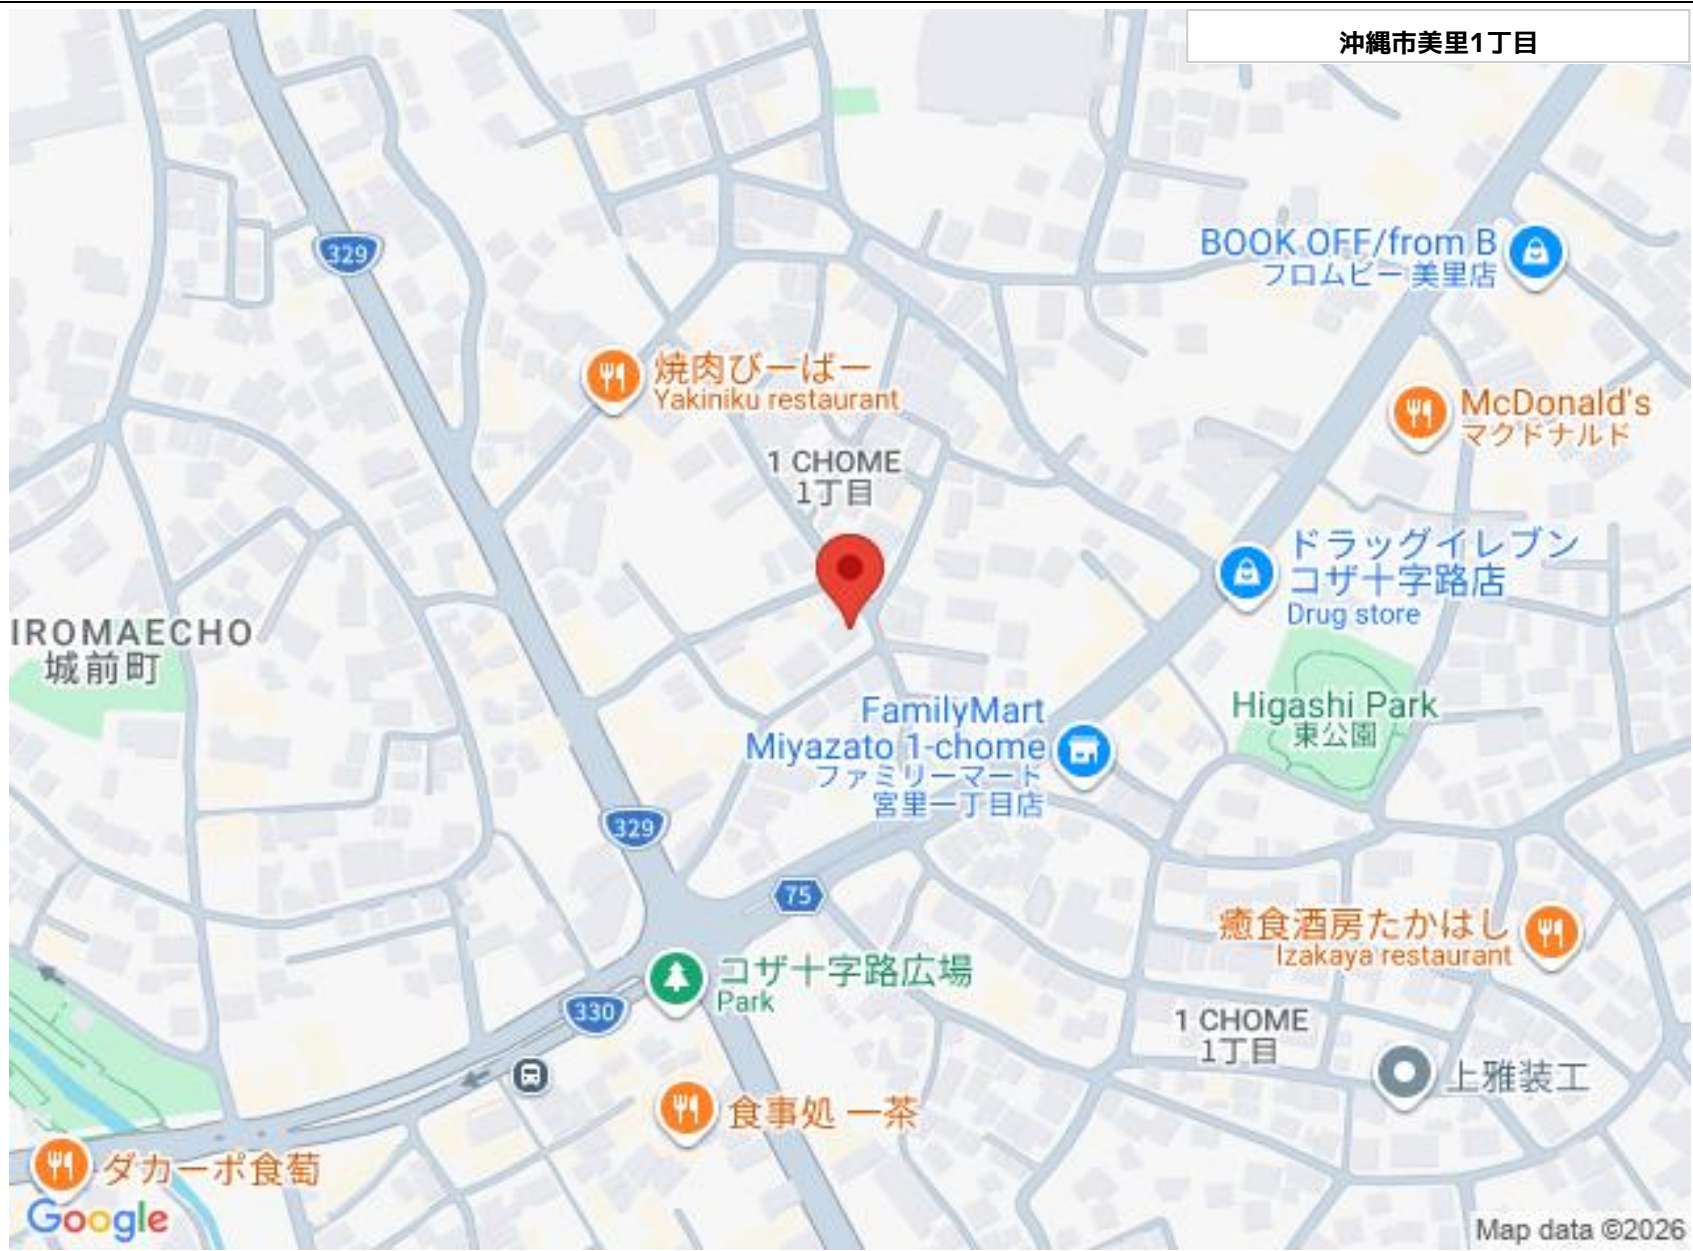 沖縄市美里1丁目
329
BOOK OFF/from B
フロムビー 美里店
焼肉びーばー
Yakiniku restaurant
McDonald's
マクドナルド
1 CHOME
1丁目
ドラッグイレブン
コザ十字路店
Drug store
IROMAECHO
城前町
FamilyMart
Miyazato 1-chome
ファミリーマート
宮里一丁目店
Higashi Park
東公園
329
75
癒食酒房たかはし
Izakaya restaurant
コザ十字路広場
Park
330
1 CHOME
1丁目
上雅装工
食事処 一茶
ダカーポ食萄
Google
Map data ©2026